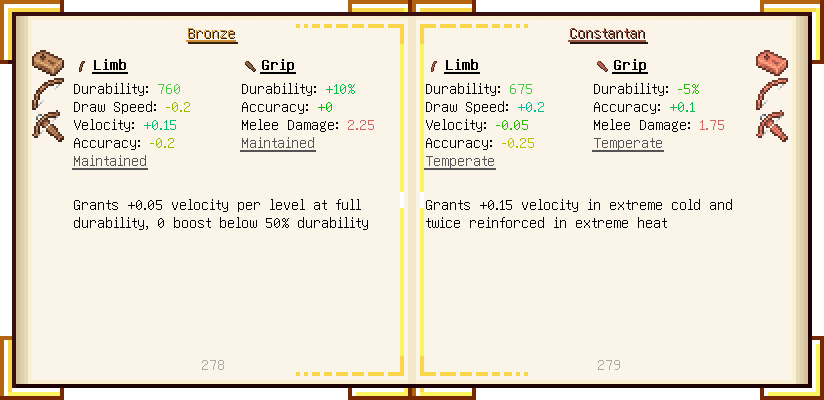 Bronze
Limb
Durability: 760
Draw Speed: -0.2
Velocity: +0.15
Accuracy: -0.2
Maintained
Grip
Durability: +10%
Accuracy: +0
Melee Damage: 2.25
Maintained
Grants +0.05 velocity per level at full
durability, 0 boost below 50% durability
278
Constantan
Limb
Durability: 675
Draw Speed: +0.2
Velocity: -0.05
Accuracy: -0.25
Temperate
Grip
Durability: -5%
Accuracy: +0.1
Melee Damage: 1.75
Temperate
Grants +0.15 velocity in extreme cold and
twice reinforced in extreme heat
279